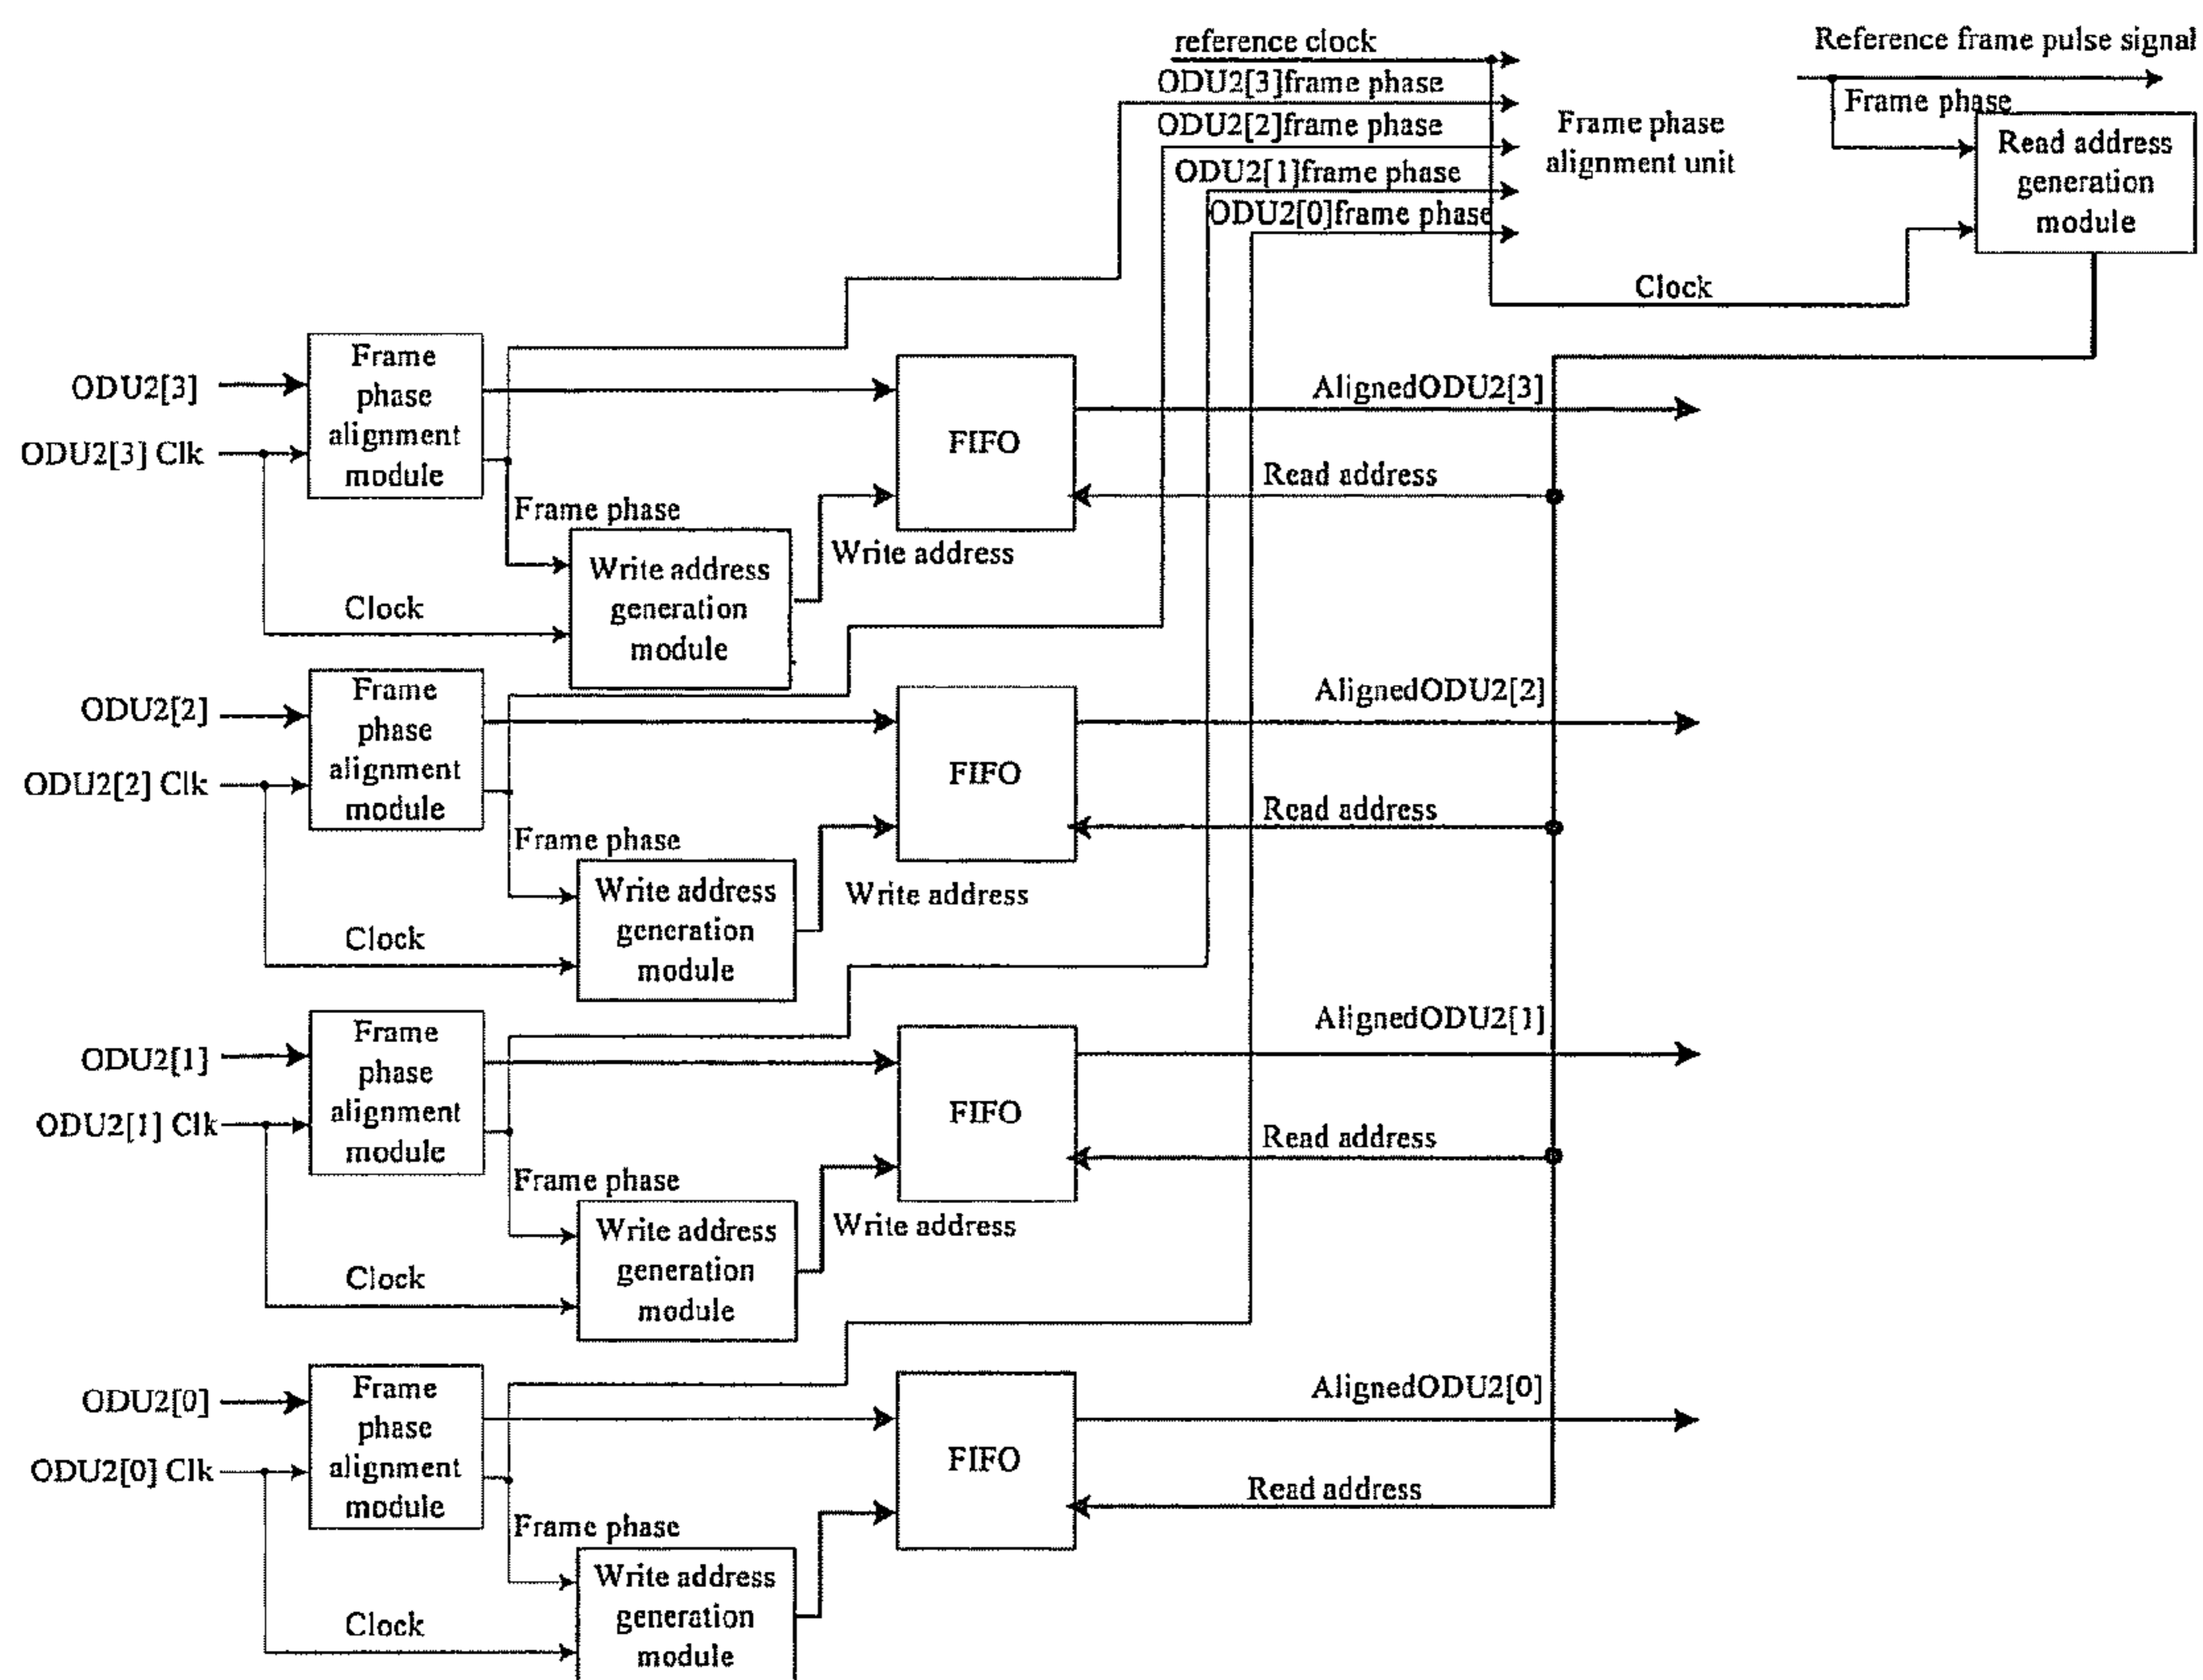 reference clock
Reference frame pulse signal
ODU2[3]frame phase
Frame phase
ODU2[2]frame phase
Frame phase
alignment unit
Read address
generation
module
ODU2[1]frame phase
ODU2[0]frame phase
Clock
Frame
phase
alignment
module
ODU2[3]
ODU2[3] Clk
FIFO
AlignedODU2[3]
Read address
Frame phase
Write address
Write address
generation
module
Clock
Frame
phase
alignment
module
ODU2[2]
ODU2[2] Clk
FIFO
AlignedODU2[2]
Read address
Frame phase
Write address
Write address
generation
module
Clock
Frame
phase
alignment
module
ODU2[1]
ODU2[1] Clk
FIFO
AlignedODU2[1]
Read address
Frame phase
Write address
Write address
generation
module
Clock
Frame
phase
alignment
module
ODU2[0]
ODU2[0] Clk
FIFO
AlignedODU2[0]
Read address
Frame phase
Write address
generation
module
Clock